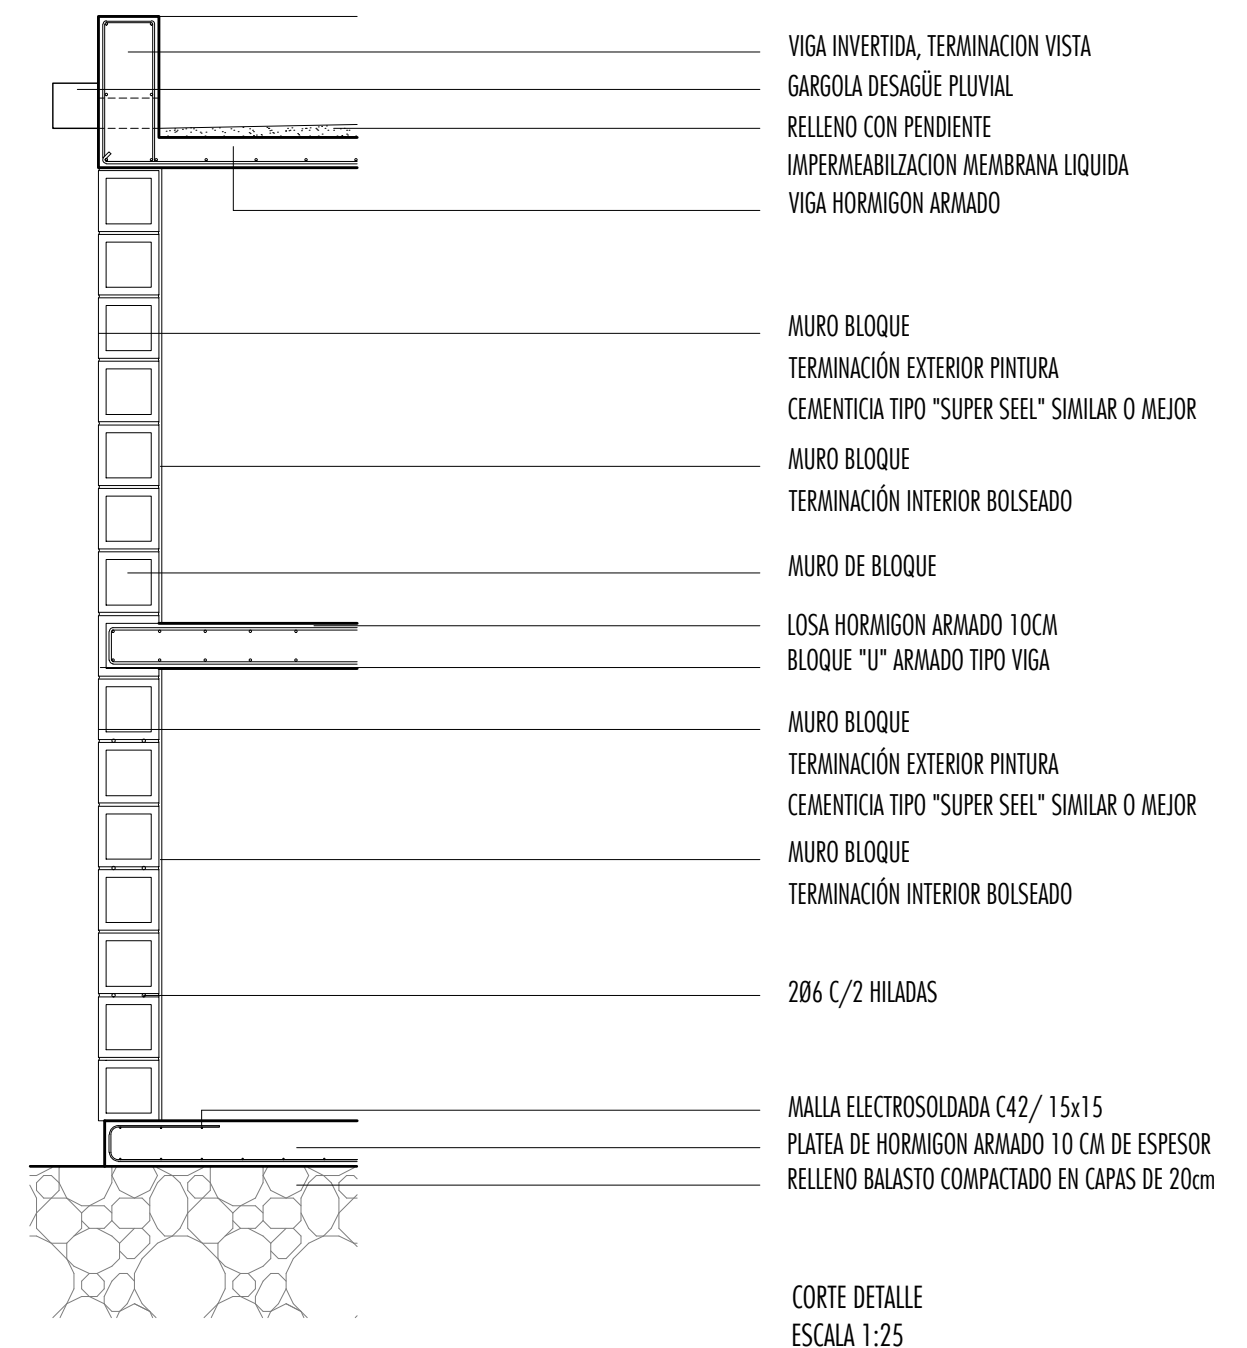 VIGA INVERTIDA, TERMINACION VISTA
GARGOLA DESAGÜE PLUVIAL
RELLENO CON PENDIENTE
IMPERMEABILZACION MEMBRANA LIQUIDA
VIGA HORMIGON ARMADO
MURO BLOQUE
TERMINACIÓN EXTERIOR PINTURA
CEMENTICIA TIPO "SUPER SEEL" SIMILAR O MEJOR
MURO BLOQUE
TERMINACIÓN INTERIOR BOLSEADO
MURO DE BLOQUE
LOSA HORMIGON ARMADO 10CM
BLOQUE "U" ARMADO TIPO VIGA
MURO BLOQUE
TERMINACIÓN EXTERIOR PINTURA
CEMENTICIA TIPO "SUPER SEEL" SIMILAR O MEJOR
MURO BLOQUE
TERMINACIÓN INTERIOR BOLSEADO
2Ø6 C/2 HILADAS
MALLA ELECTROSOLDADA C42/ 15x15
PLATEA DE HORMIGON ARMADO 10 CM DE ESPESOR
RELLENO BALASTO COMPACTADO EN CAPAS DE 20cm
CORTE DETALLE
ESCALA 1:25